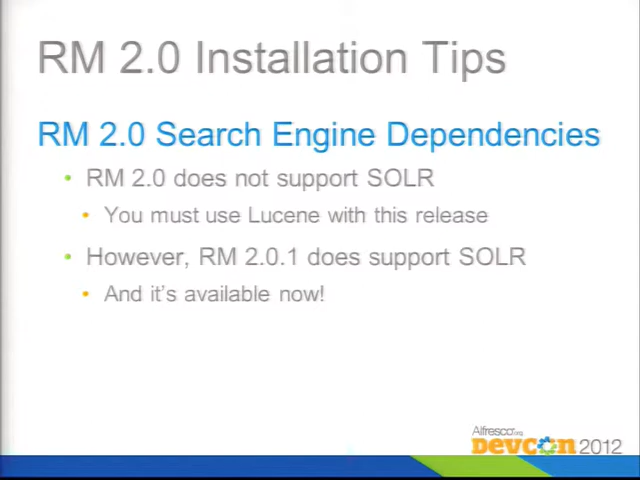 RM 2.0 Installation Tips
RM 2.0 Search Engine Dependencies
• RM 2.0 does not support SOLR
• You must use Lucene with this release
• However, RM 2.0.1 does support SOLR
• And it's available now!
Alfresco.org
DEVCON 2012